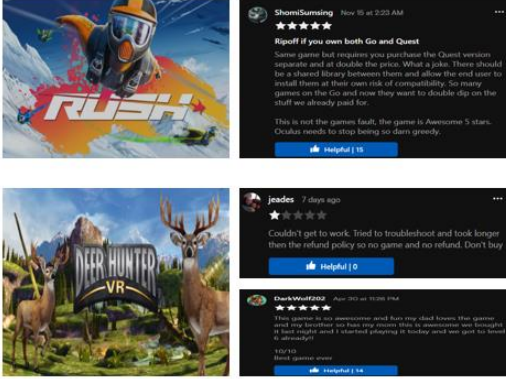 RUSH
ShomiSumsing Nov 15 at 2:23 AM
Ripoff if you own both Go and Quest
Same game but requires you purchase the Quest version
separate and at double the price. What a joke. There should
be a shared library between them and allow the end user to
install them at their own risk of compatibility. So many
games on the Go and now they want to double dip on the
stuff we already paid for.
This is not the games fault, the game is Awesome 5 stars.
Oculus needs to stop being so darn greedy.
Helpful | 15
DEER HUNTER
VR
jeades 7 days ago
Couldn't get to work. Tried to troubleshoot and took longer
then the refund policy so no game and no refund. Don't buy
Helpful | 0
DarkWolf202 Apr 30 at 11:26 PM
This game is so awesome and fun my dad loves the game
and my brother so has my mom this is awesome we bought
it last night and I started playing it today and we got to level
6 already!!
10/10
Best game ever
Helpful | 14